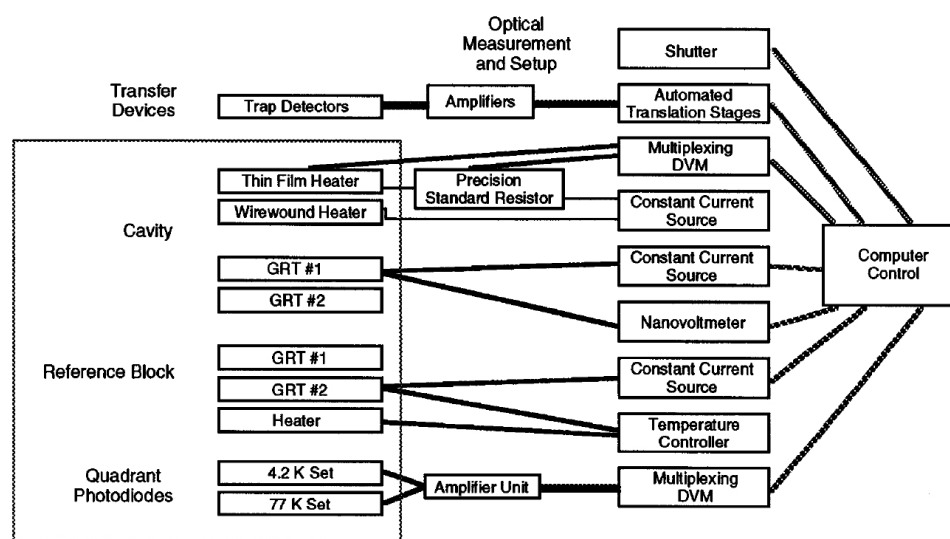 Optical
Measurement
and Setup
Shutter
Transfer
Devices
Trap Detectors
Amplifiers
Automated
Translation Stages
Multiplexing
DVM
Thin Film Heater
Precision
Standard Resistor
Wirewound Heater
Constant Current
Source
Cavity
Computer
Control
GRT #1
Constant Current
Source
GRT #2
Nanovoltmeter
GRT #1
Reference Block
Constant Current
Source
GRT #2
Heater
Temperature
Controller
Quadrant
Photodiodes
4.2 K Set
77 K Set
Amplifier Unit
Multiplexing
DVM